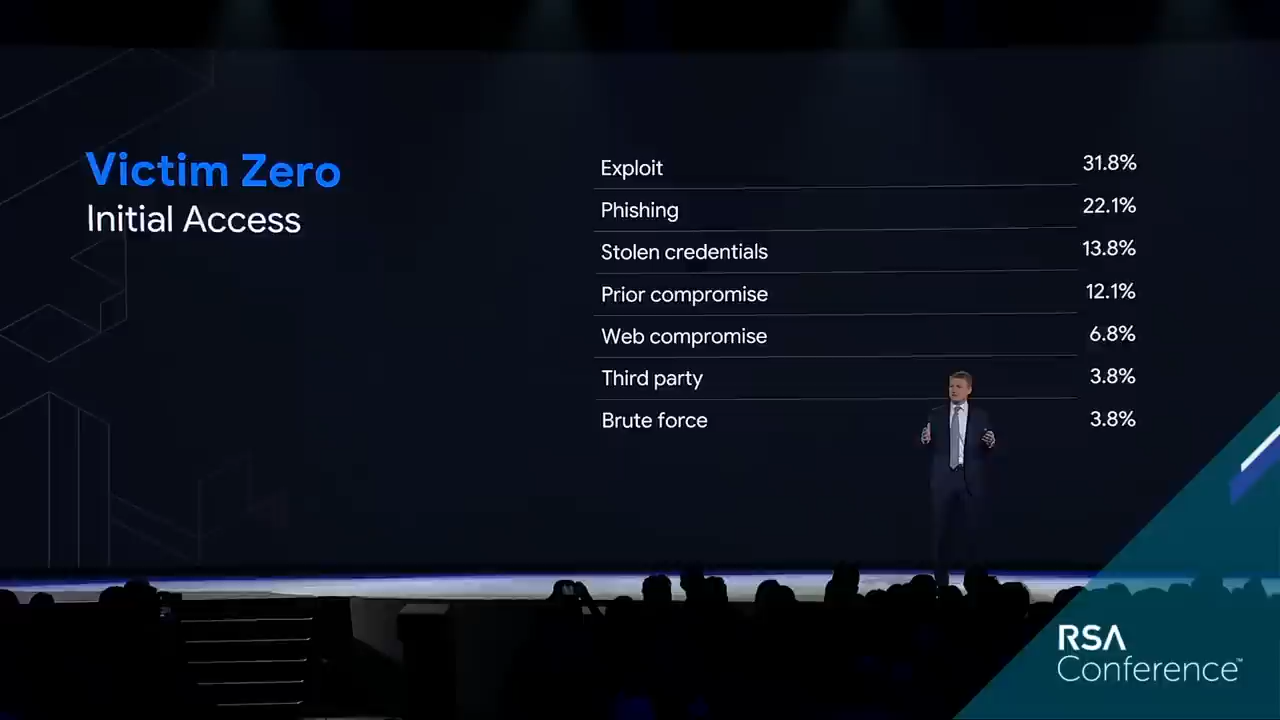 Victim Zero
Initial Access
Exploit 31.8%
Phishing 22.1%
Stolen credentials 13.8%
Prior compromise 12.1%
Web compromise 6.8%
Third party 3.8%
Brute force 3.8%
RSA
Conference™